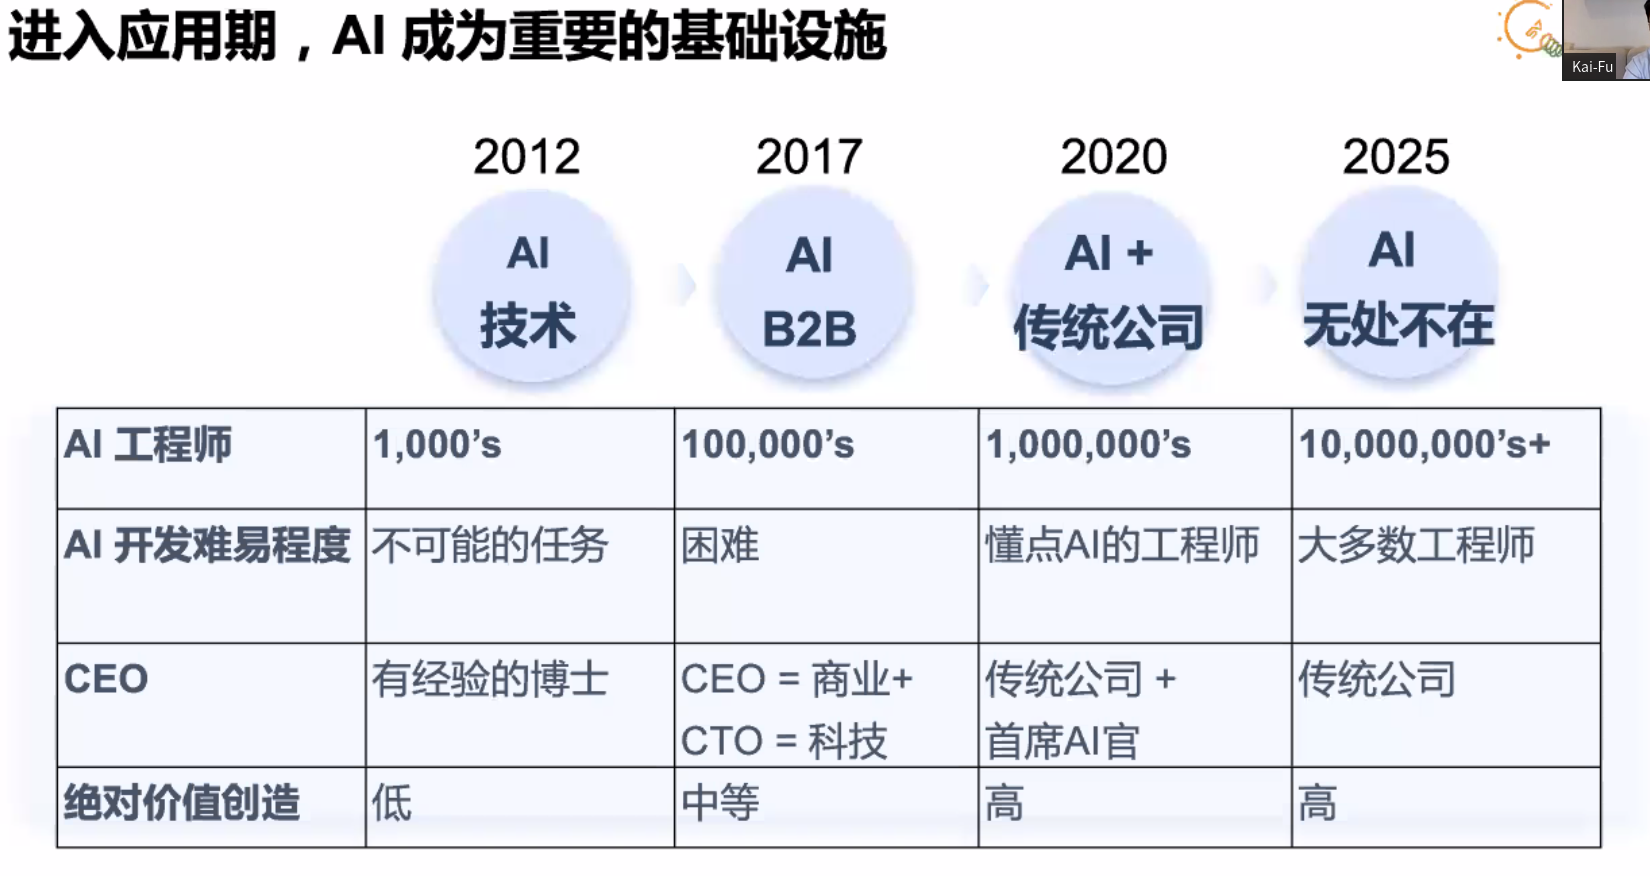 进入应用期，AI 成为重要的基础设施
Kai-Fu
2012 2017 2020 2025
AI AI AI + AI
技术 B2B 传统公司 无处不在
AI 工程师 1,000’s 100,000’s 1,000,000’s 10,000,000’s+
AI 开发难易程度 不可能的任务 困难 懂点AI的工程师 大多数工程师
CEO 有经验的博士 CEO = 商业+ 传统公司 + 传统公司
CTO = 科技 首席AI官
绝对价值创造 低 中等 高 高